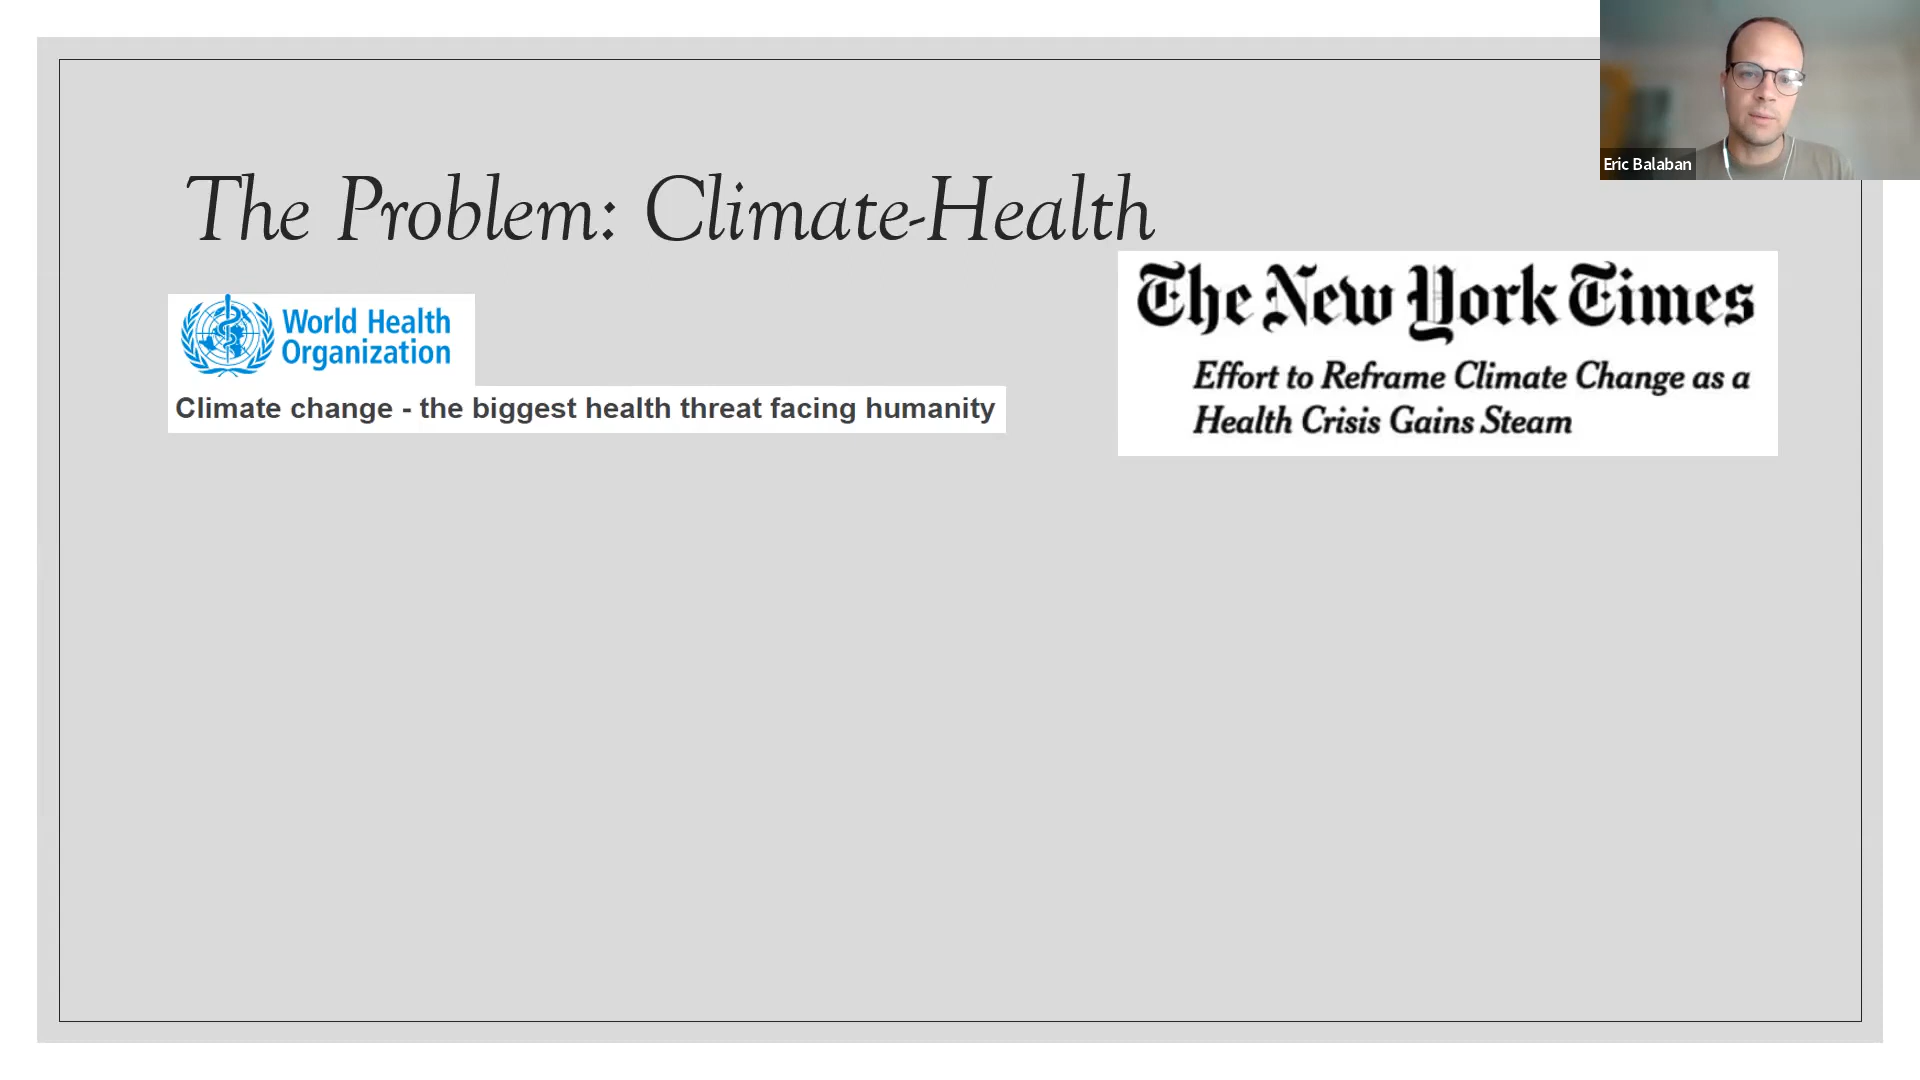 The Problem: Climate-Health
World Health
Organization
Climate change - the biggest health threat facing humanity
The New York Times
Effort to Reframe Climate Change as a
Health Crisis Gains Steam
Eric Balaban